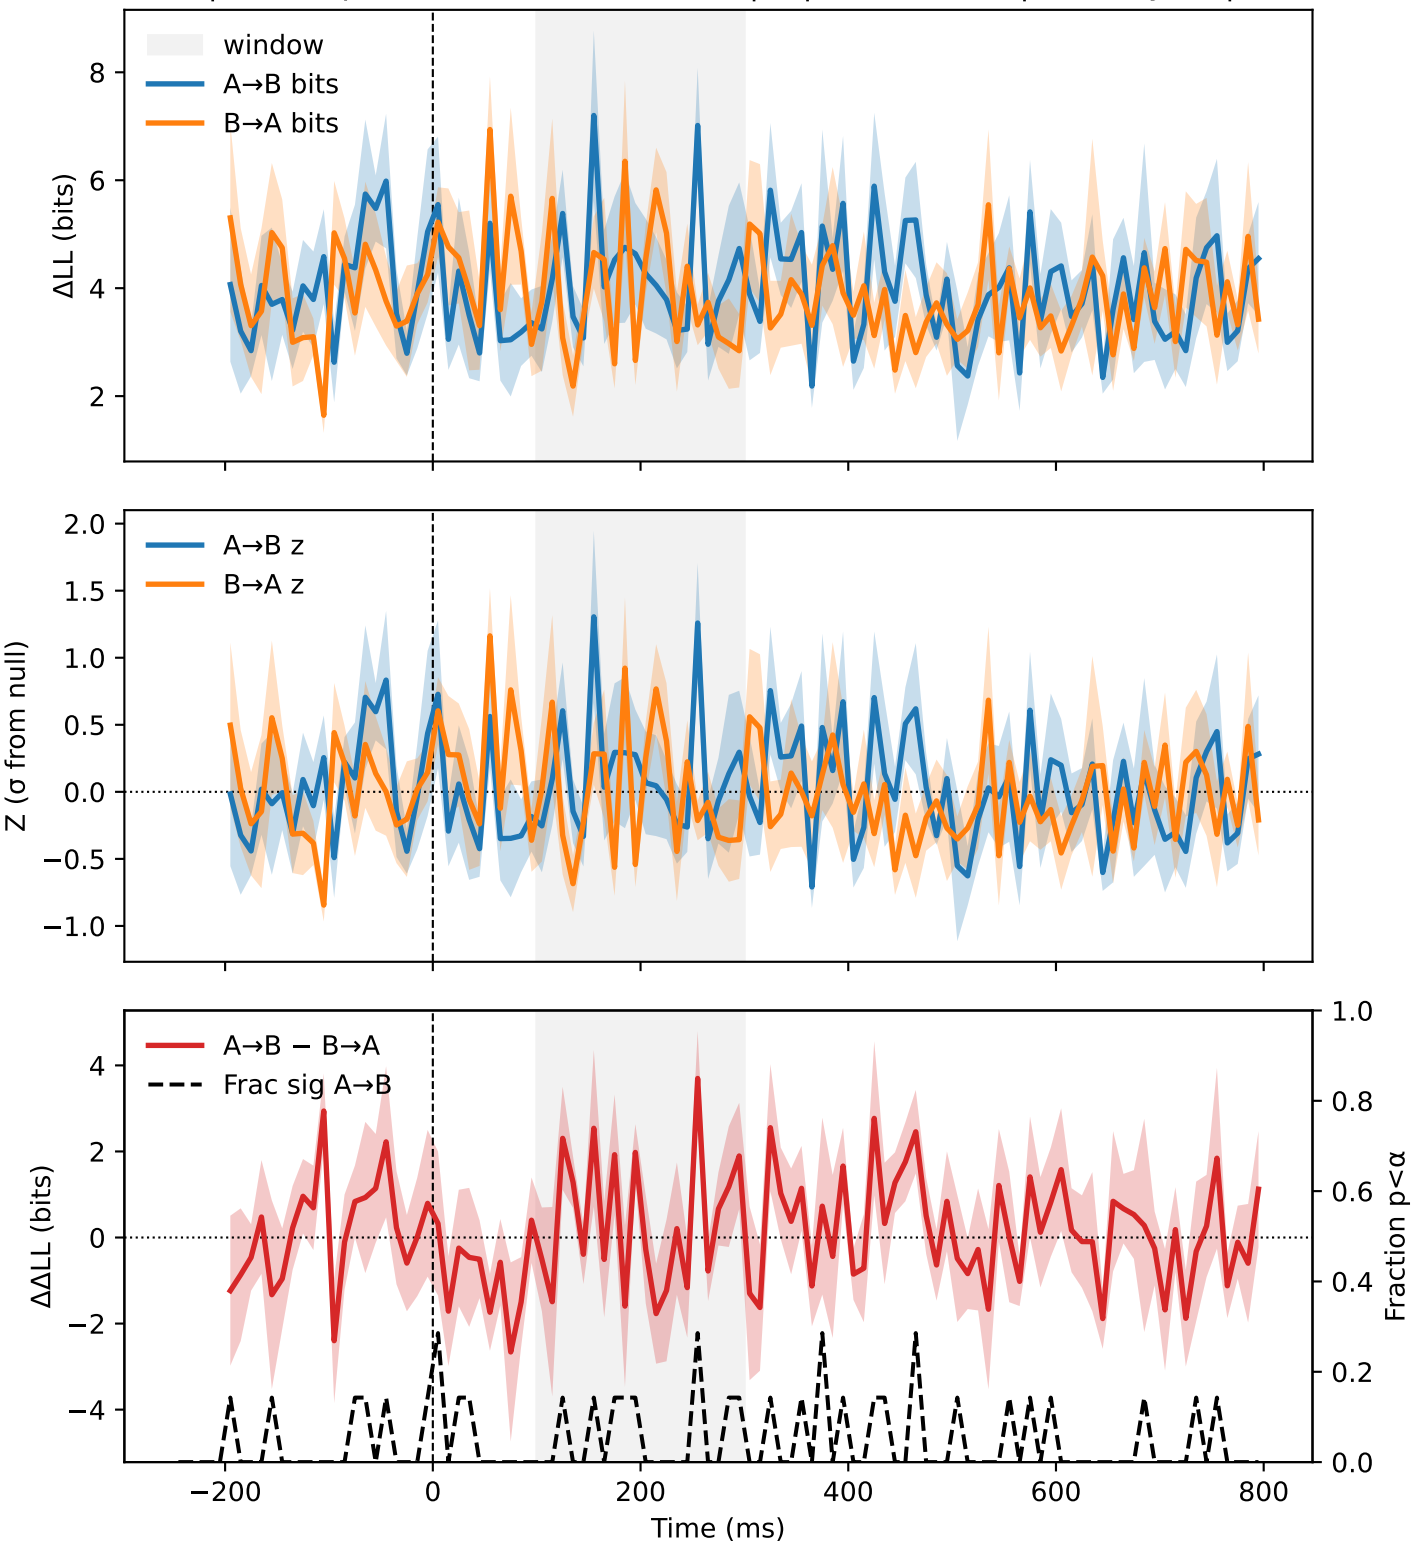 window
A→B bits
B→A bits
ΔLL (bits)
8
6
4
2
A→B z
B→A z
Z (σ from null)
2.0
1.5
1.0
0.5
0.0
−0.5
−1.0
A→B − B→A
Frac sig A→B
ΔΔLL (bits)
4
2
0
−2
−4
1.0
0.8
0.6
0.4
0.2
0.0
Fraction p<α
−200
0
200
400
600
800
Time (ms)